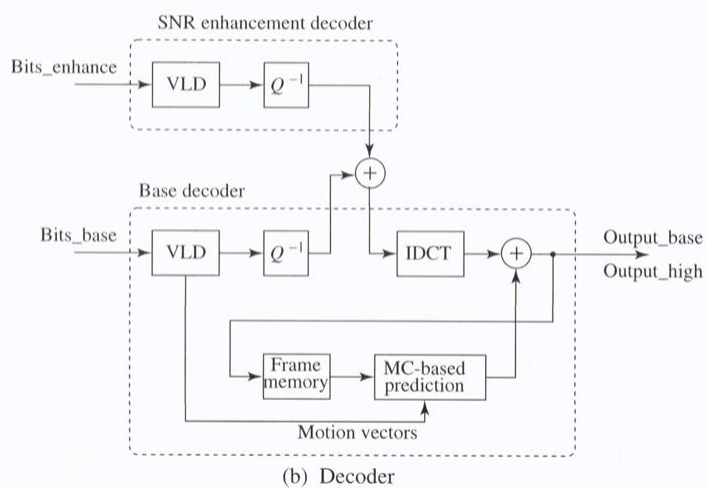 SNR enhancement decoder
Bits_enhance
VLD
Q⁻¹
+
Base decoder
Bits_base
VLD
Q⁻¹
IDCT
+
Output_base
Output_high
Frame
memory
MC-based
prediction
Motion vectors
(b) Decoder